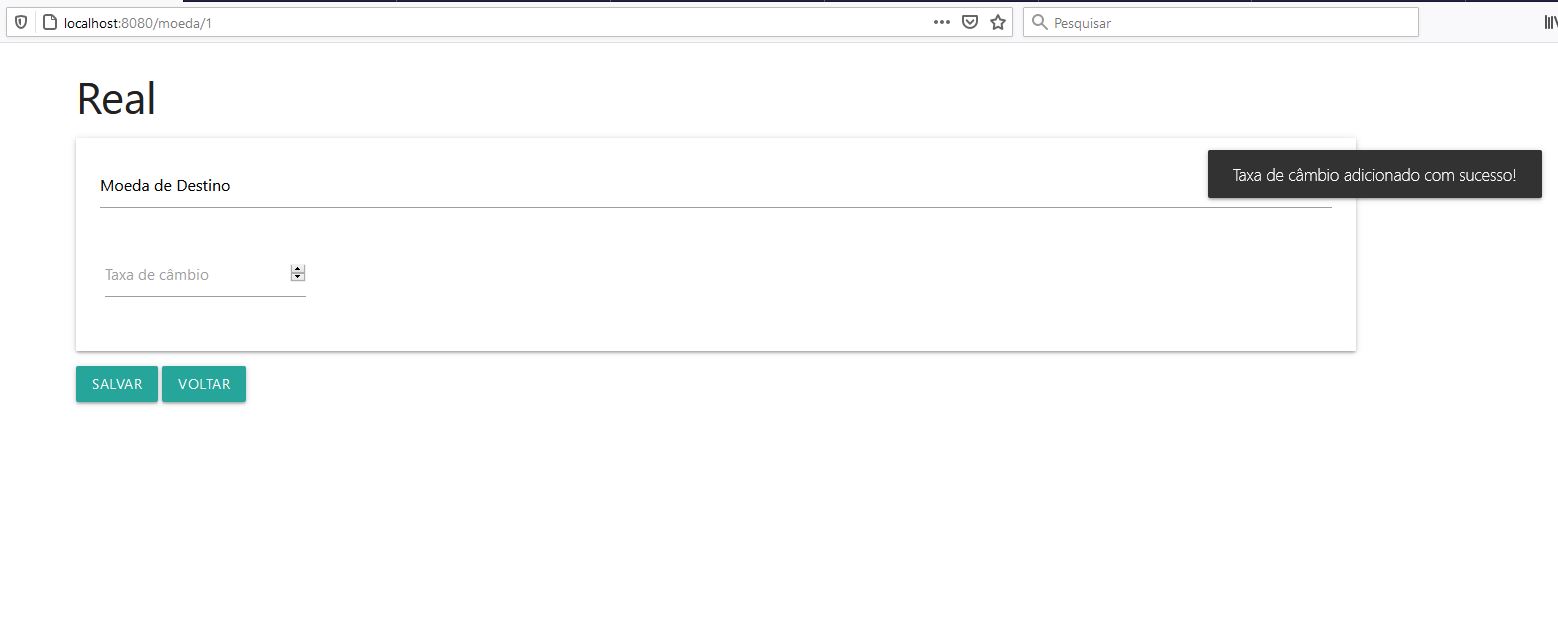 localhost:8080/moeda/1
Pesquisar
Real
Moeda de Destino
Taxa de câmbio adicionado com sucesso!
Taxa de câmbio
SALVAR VOLTAR